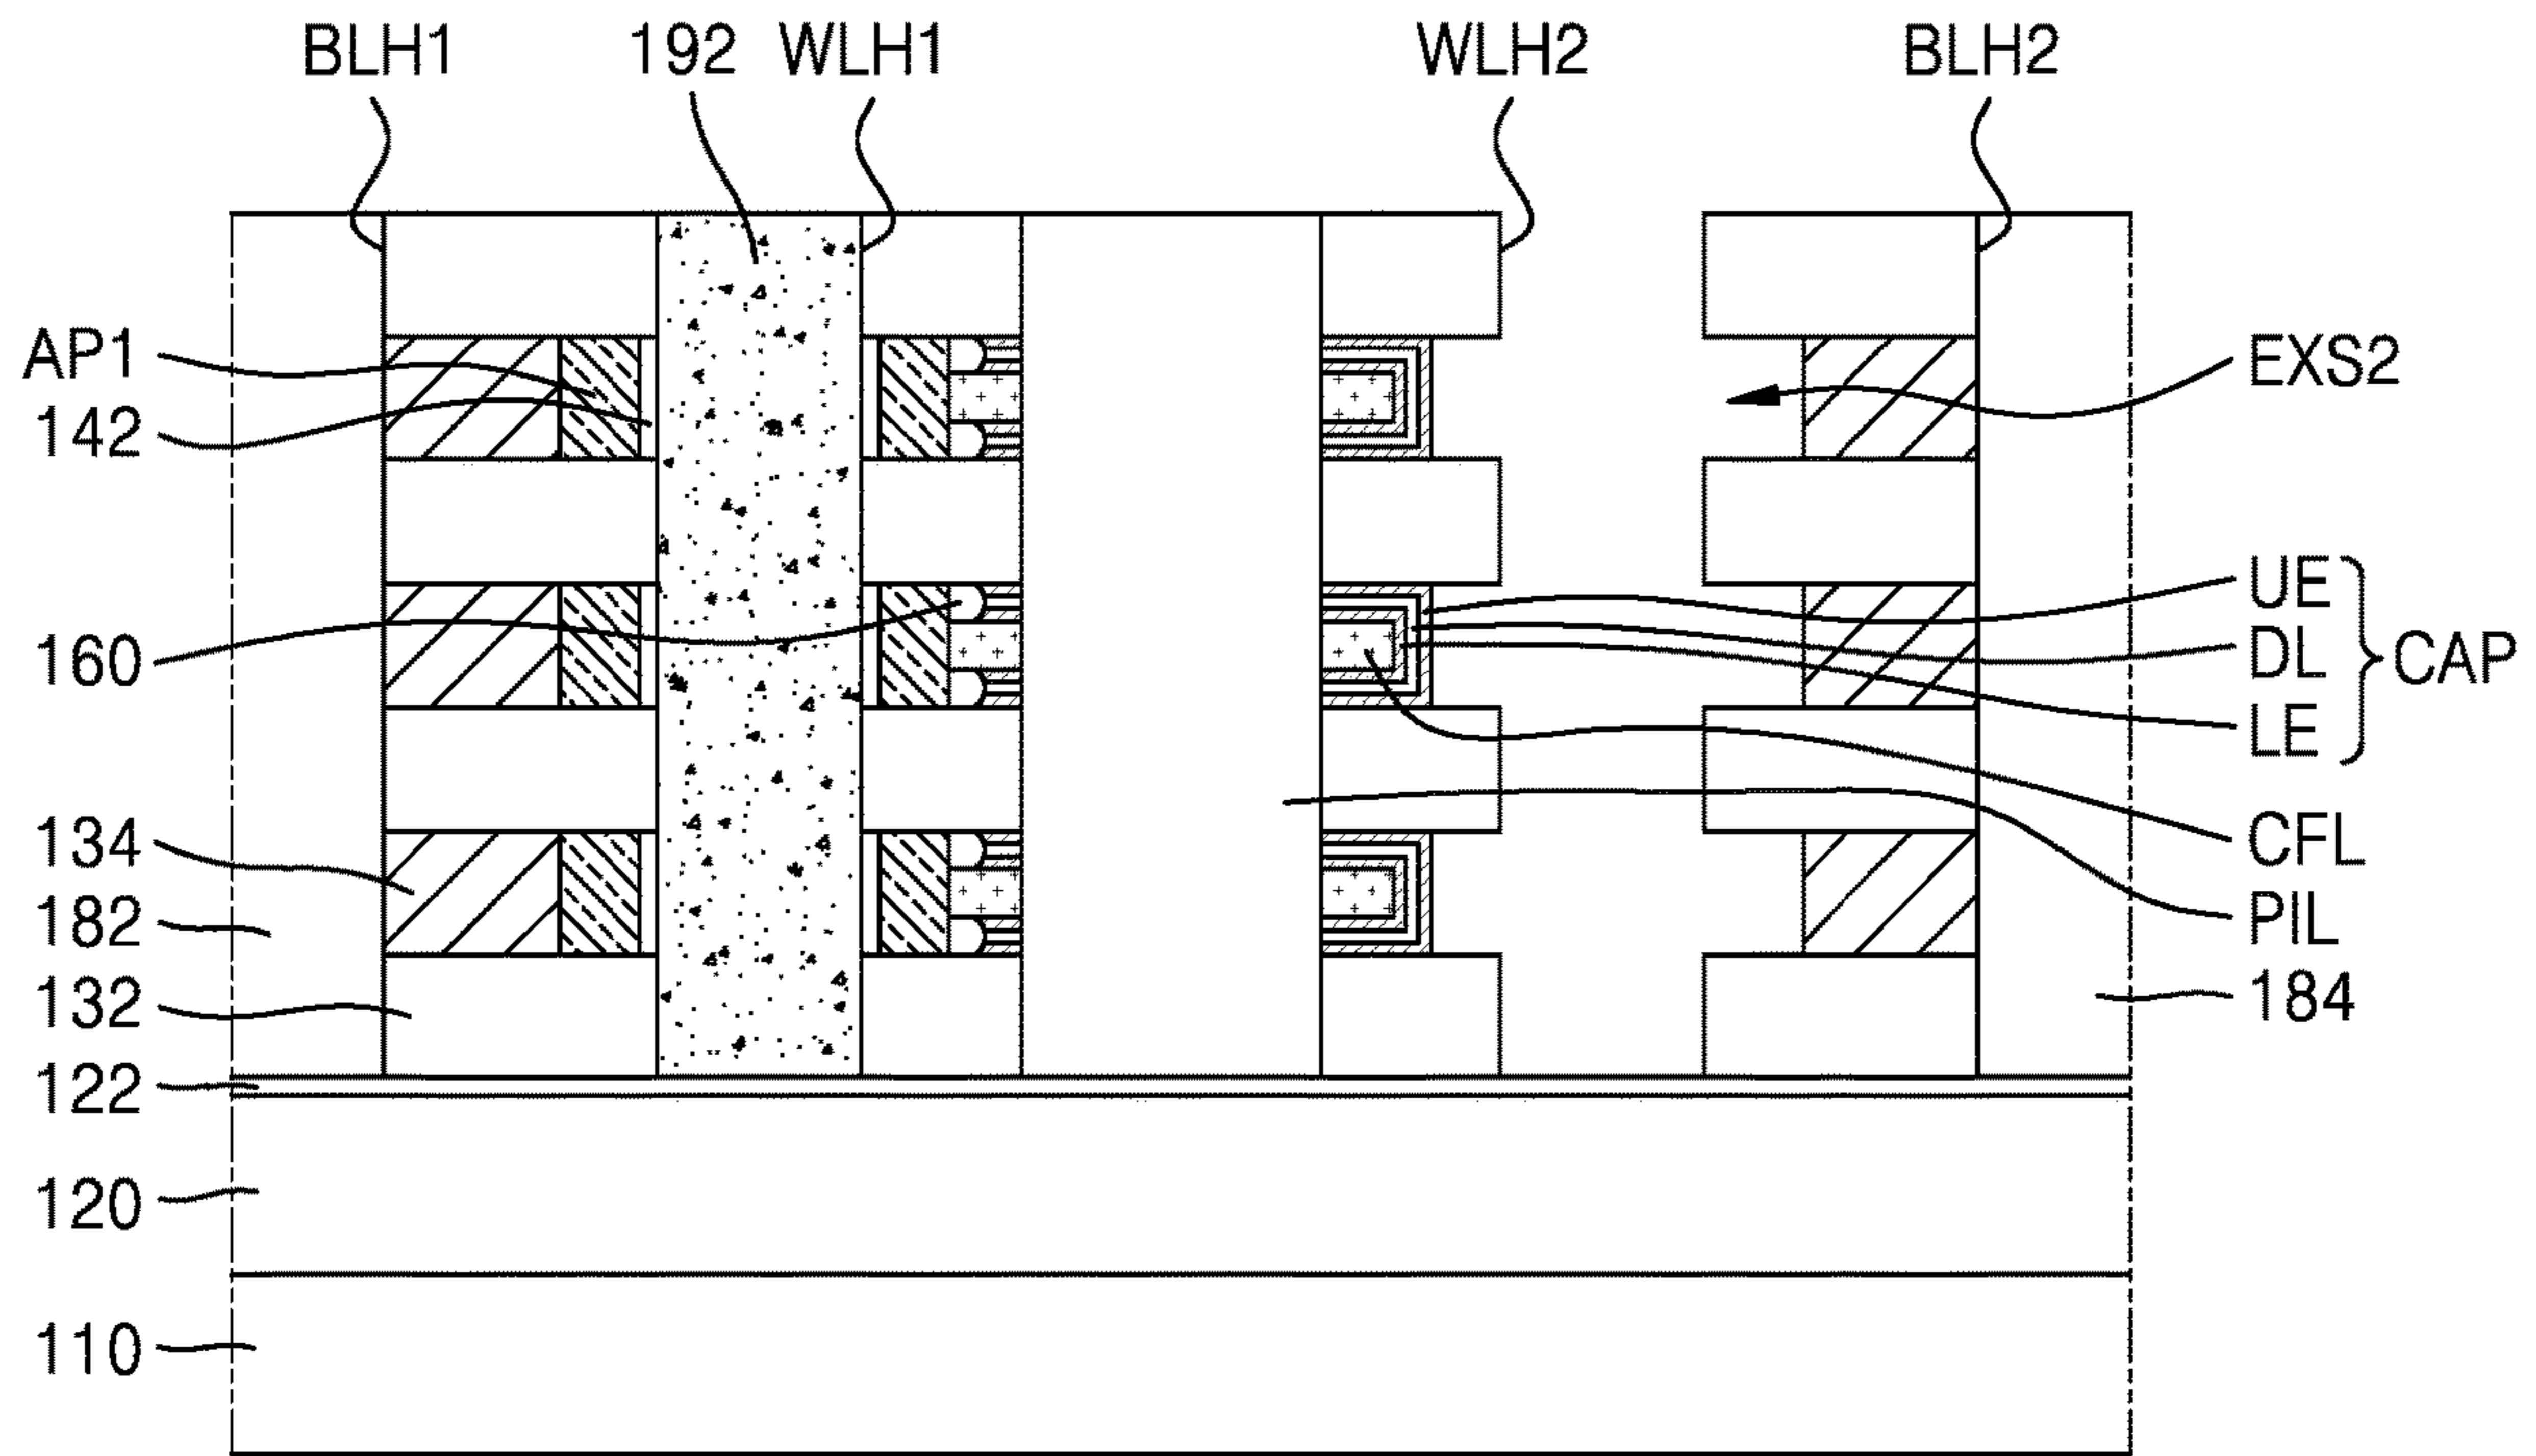 BLH1 192 WLH1 WLH2 BLH2
AP1
142
160
134
182
132
122
120
110
EXS2
UE
DL
LE
CAP
CFL
PIL
184